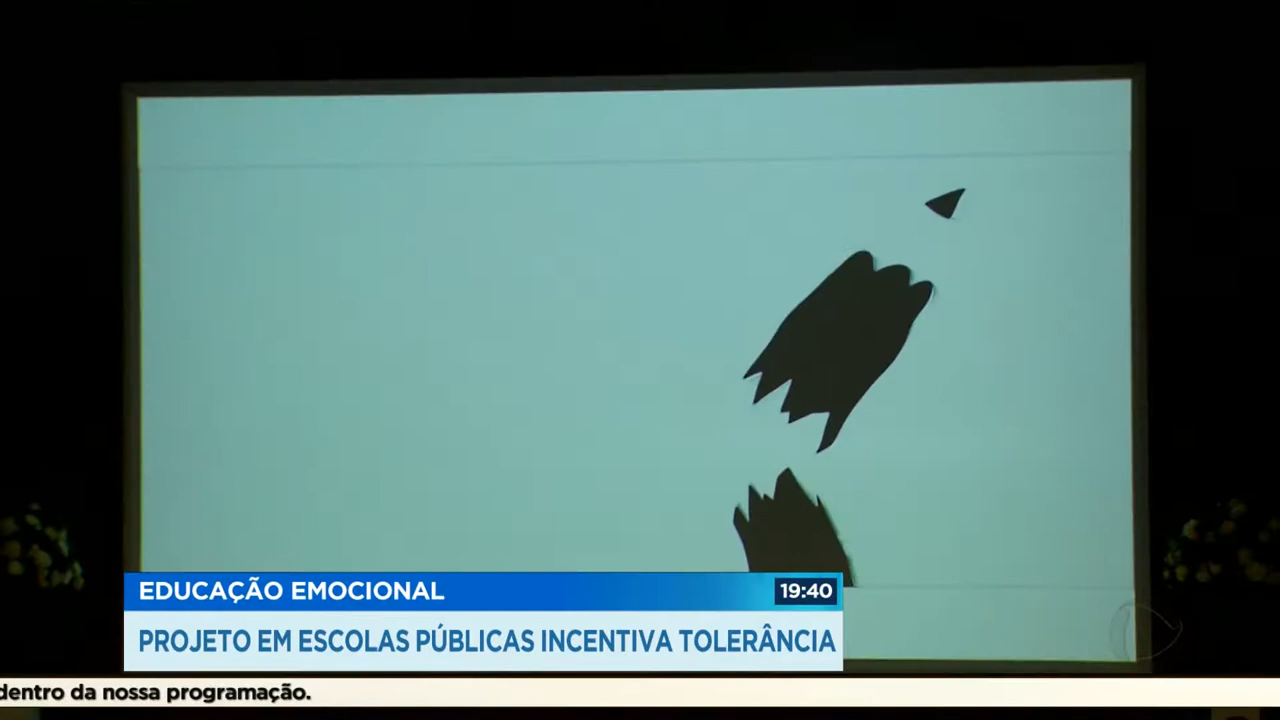 EDUCAÇÃO EMOCIONAL
19:40
PROJETO EM ESCOLAS PÚBLICAS INCENTIVA TOLERÂNCIA
dentro da nossa programação.